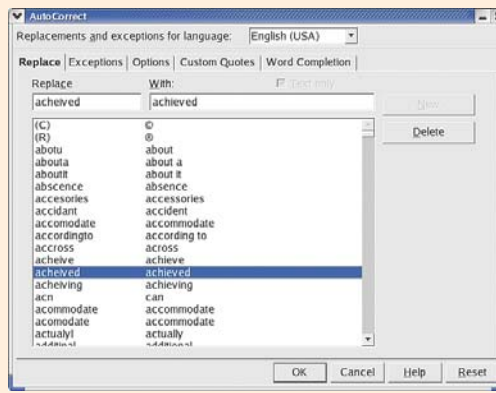 AutoCorrect
Replacements and exceptions for language: English (USA)
Replace Exceptions Options Custom Quotes Word Completion
Replace With: Text only
acheived achieved New
Delete
(C) ©
(R) ®
abotu about
abouta about a
aboutit about it
abscence absence
accesories accessories
accidant accident
accomodate accommodate
accordingto according to
accross across
acheive achieve
acheived achieved
acheiving achieving
acn can
acommodate accommodate
acomodate accommodate
actualyl actually
additinal additional
OK Cancel Help Reset